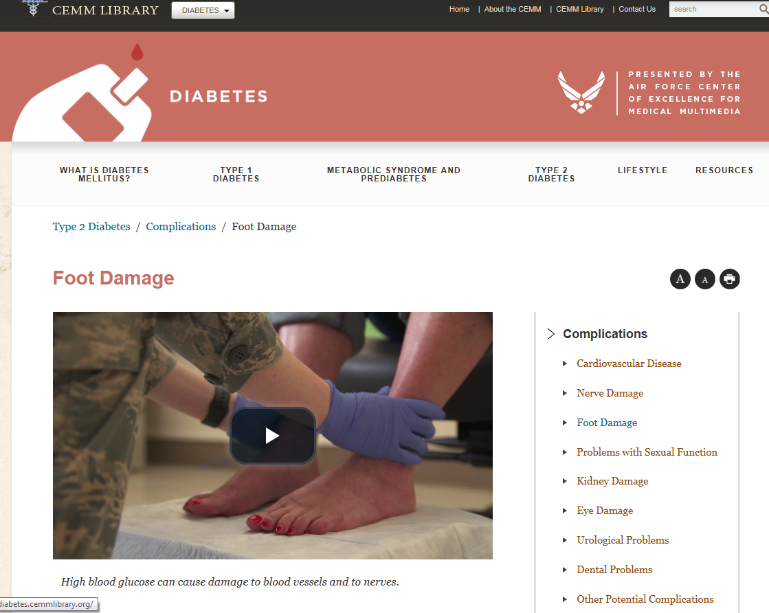 CEMM LIBRARY
DIABETES
Home | About the CEMM | CEMM Library | Contact Us
search
DIABETES
PRESENTED BY THE
AIR FORCE CENTER
OF EXCELLENCE FOR
MEDICAL MULTIMEDIA
WHAT IS DIABETES
MELLITUS?
TYPE 1
DIABETES
METABOLIC SYNDROME AND
PREDIABETES
TYPE 2
DIABETES
LIFESTYLE
RESOURCES
Type 2 Diabetes / Complications / Foot Damage
Foot Damage
A A
Complications
Cardiovascular Disease
Nerve Damage
Foot Damage
Problems with Sexual Function
Kidney Damage
Eye Damage
Urological Problems
Dental Problems
Other Potential Complications
High blood glucose can cause damage to blood vessels and to nerves.
diabetes.cemmlibrary.org/